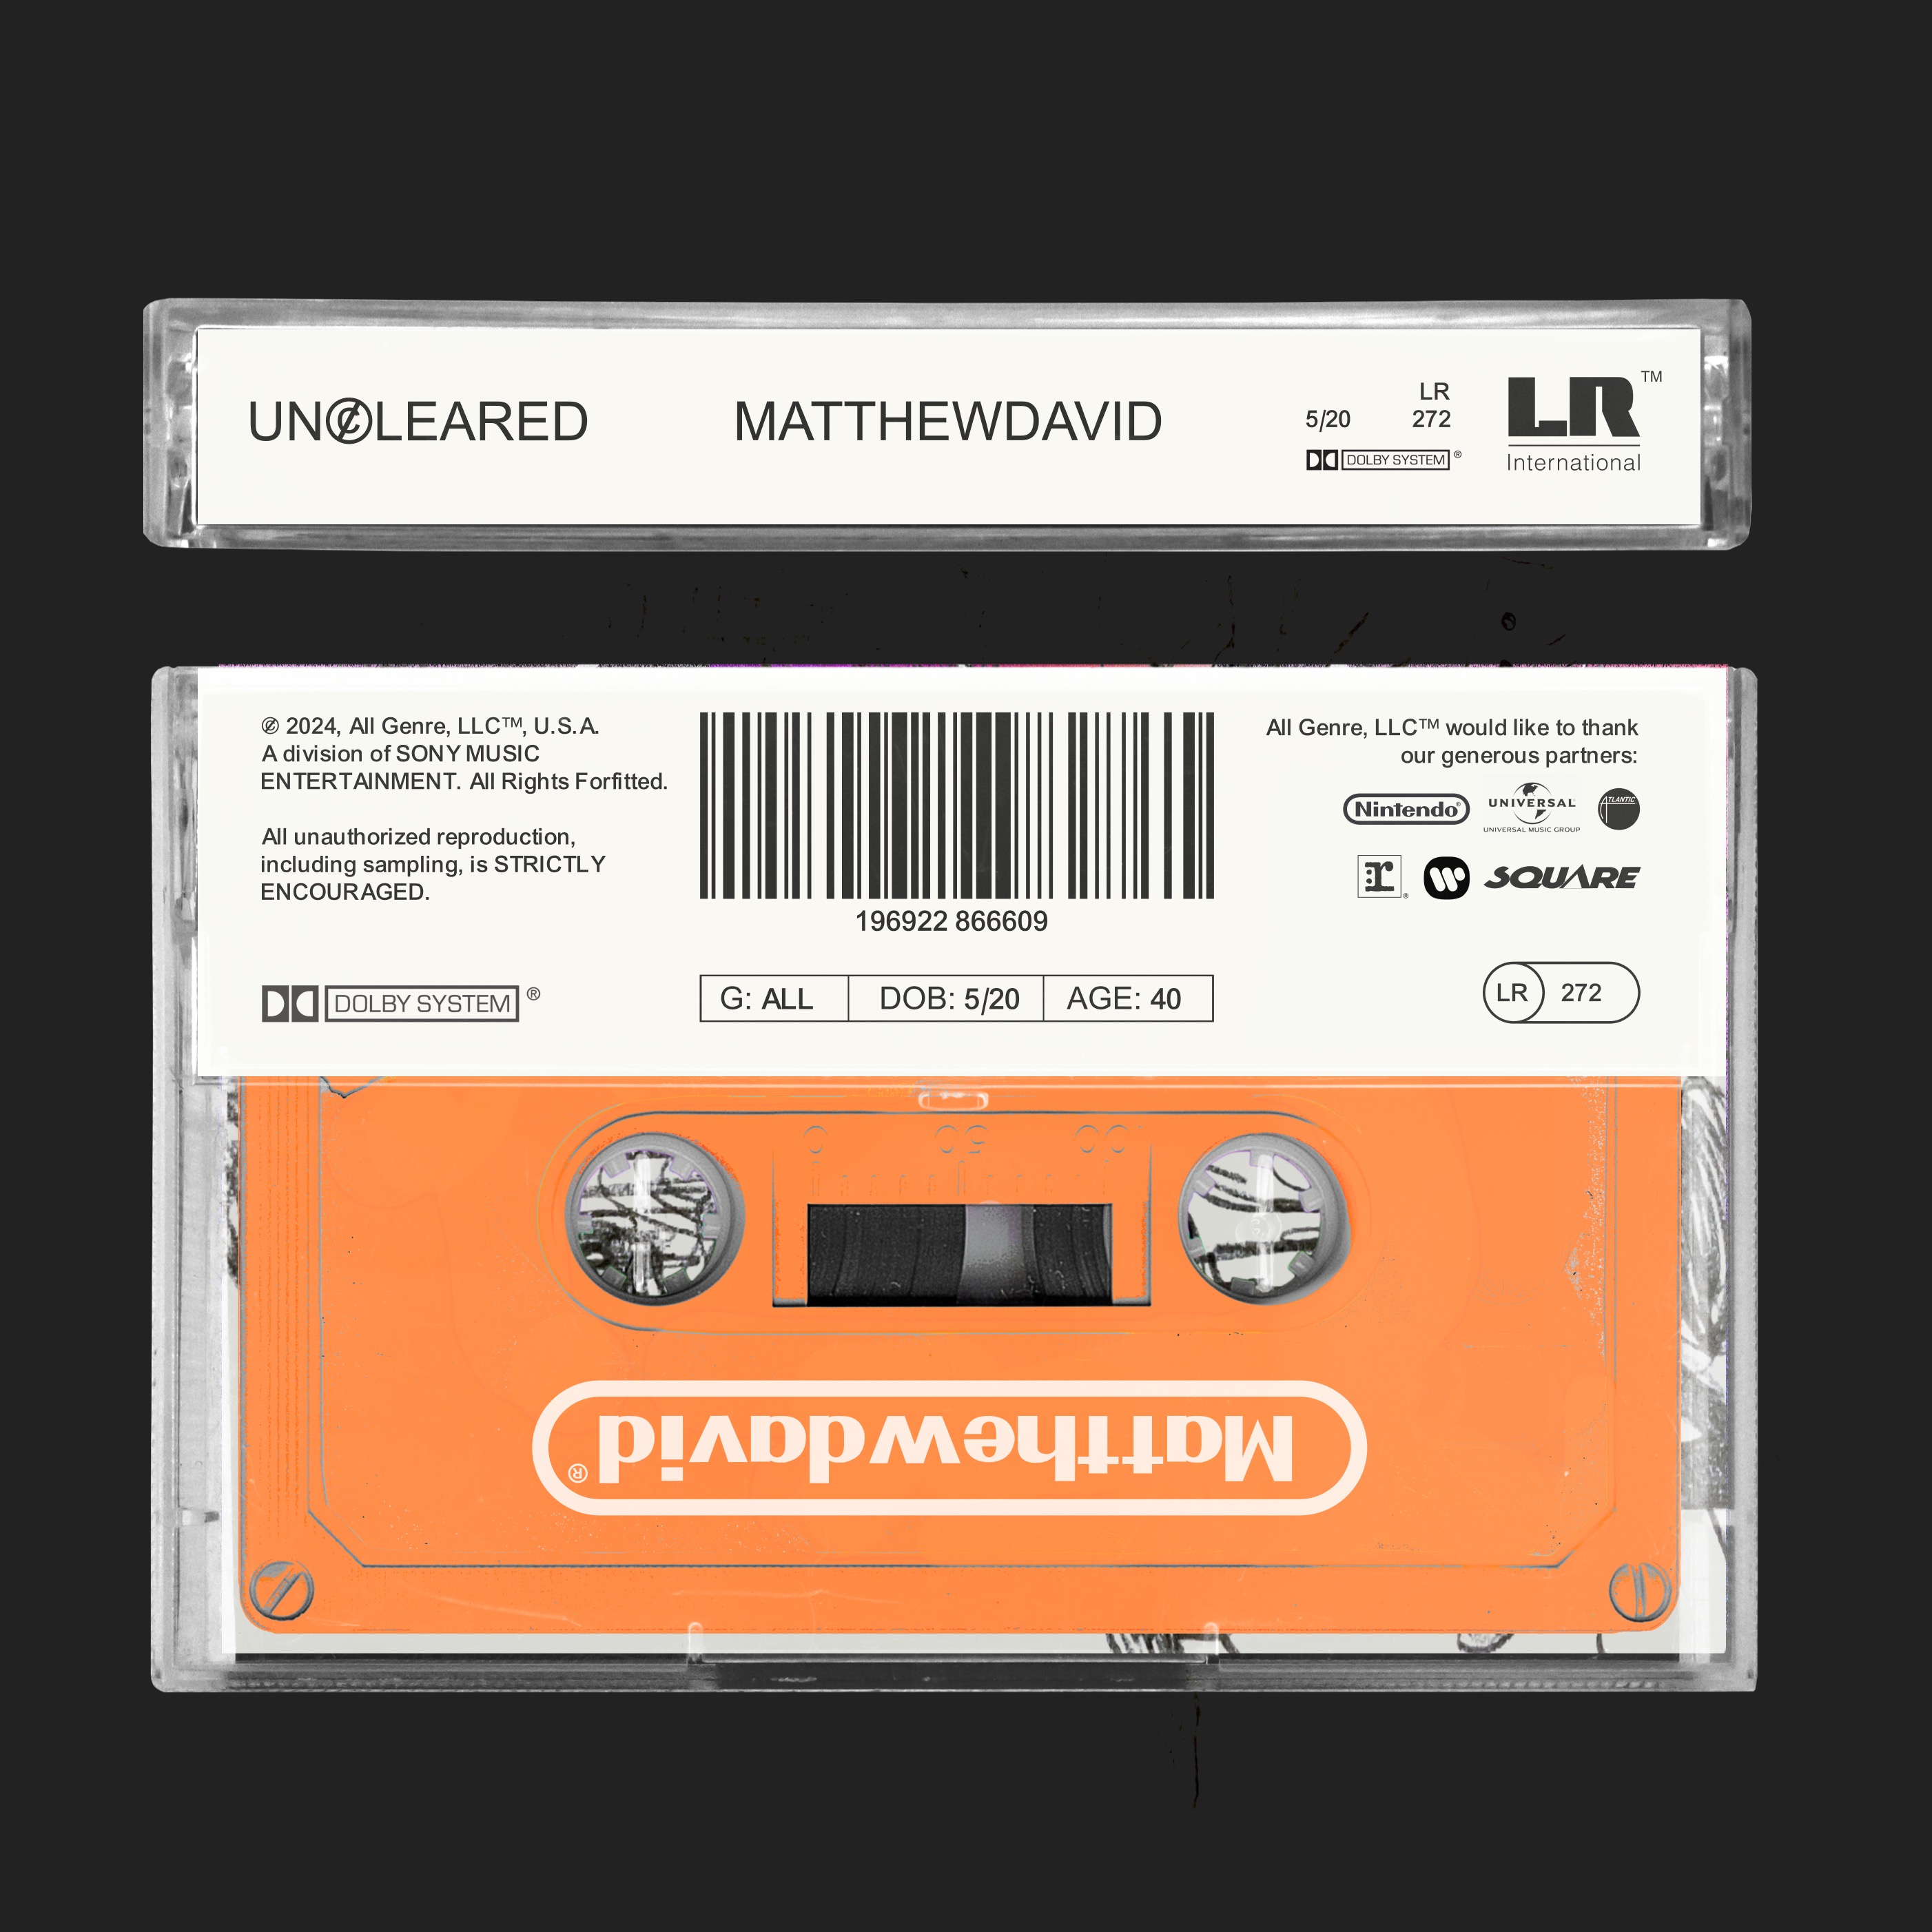 UN₵LEARED
MATTHEWDAVID
LR
5/20 272
DOLBY SYSTEM ®
LR ™
International
₵ 2024, All Genre, LLC™, U.S.A.
A division of SONY MUSIC
ENTERTAINMENT. All Rights Forfitted.
All unauthorized reproduction,
including sampling, is STRICTLY
ENCOURAGED.
DOLBY SYSTEM ®
196922 866609
G: ALL DOB: 5/20 AGE: 40
All Genre, LLC™ would like to thank
our generous partners:
Nintendo®
UNIVERSAL
UNIVERSAL MUSIC GROUP
ATLANTIC
r®
W
SQUARE
LR 272
0 50 100
Matthewdavid®